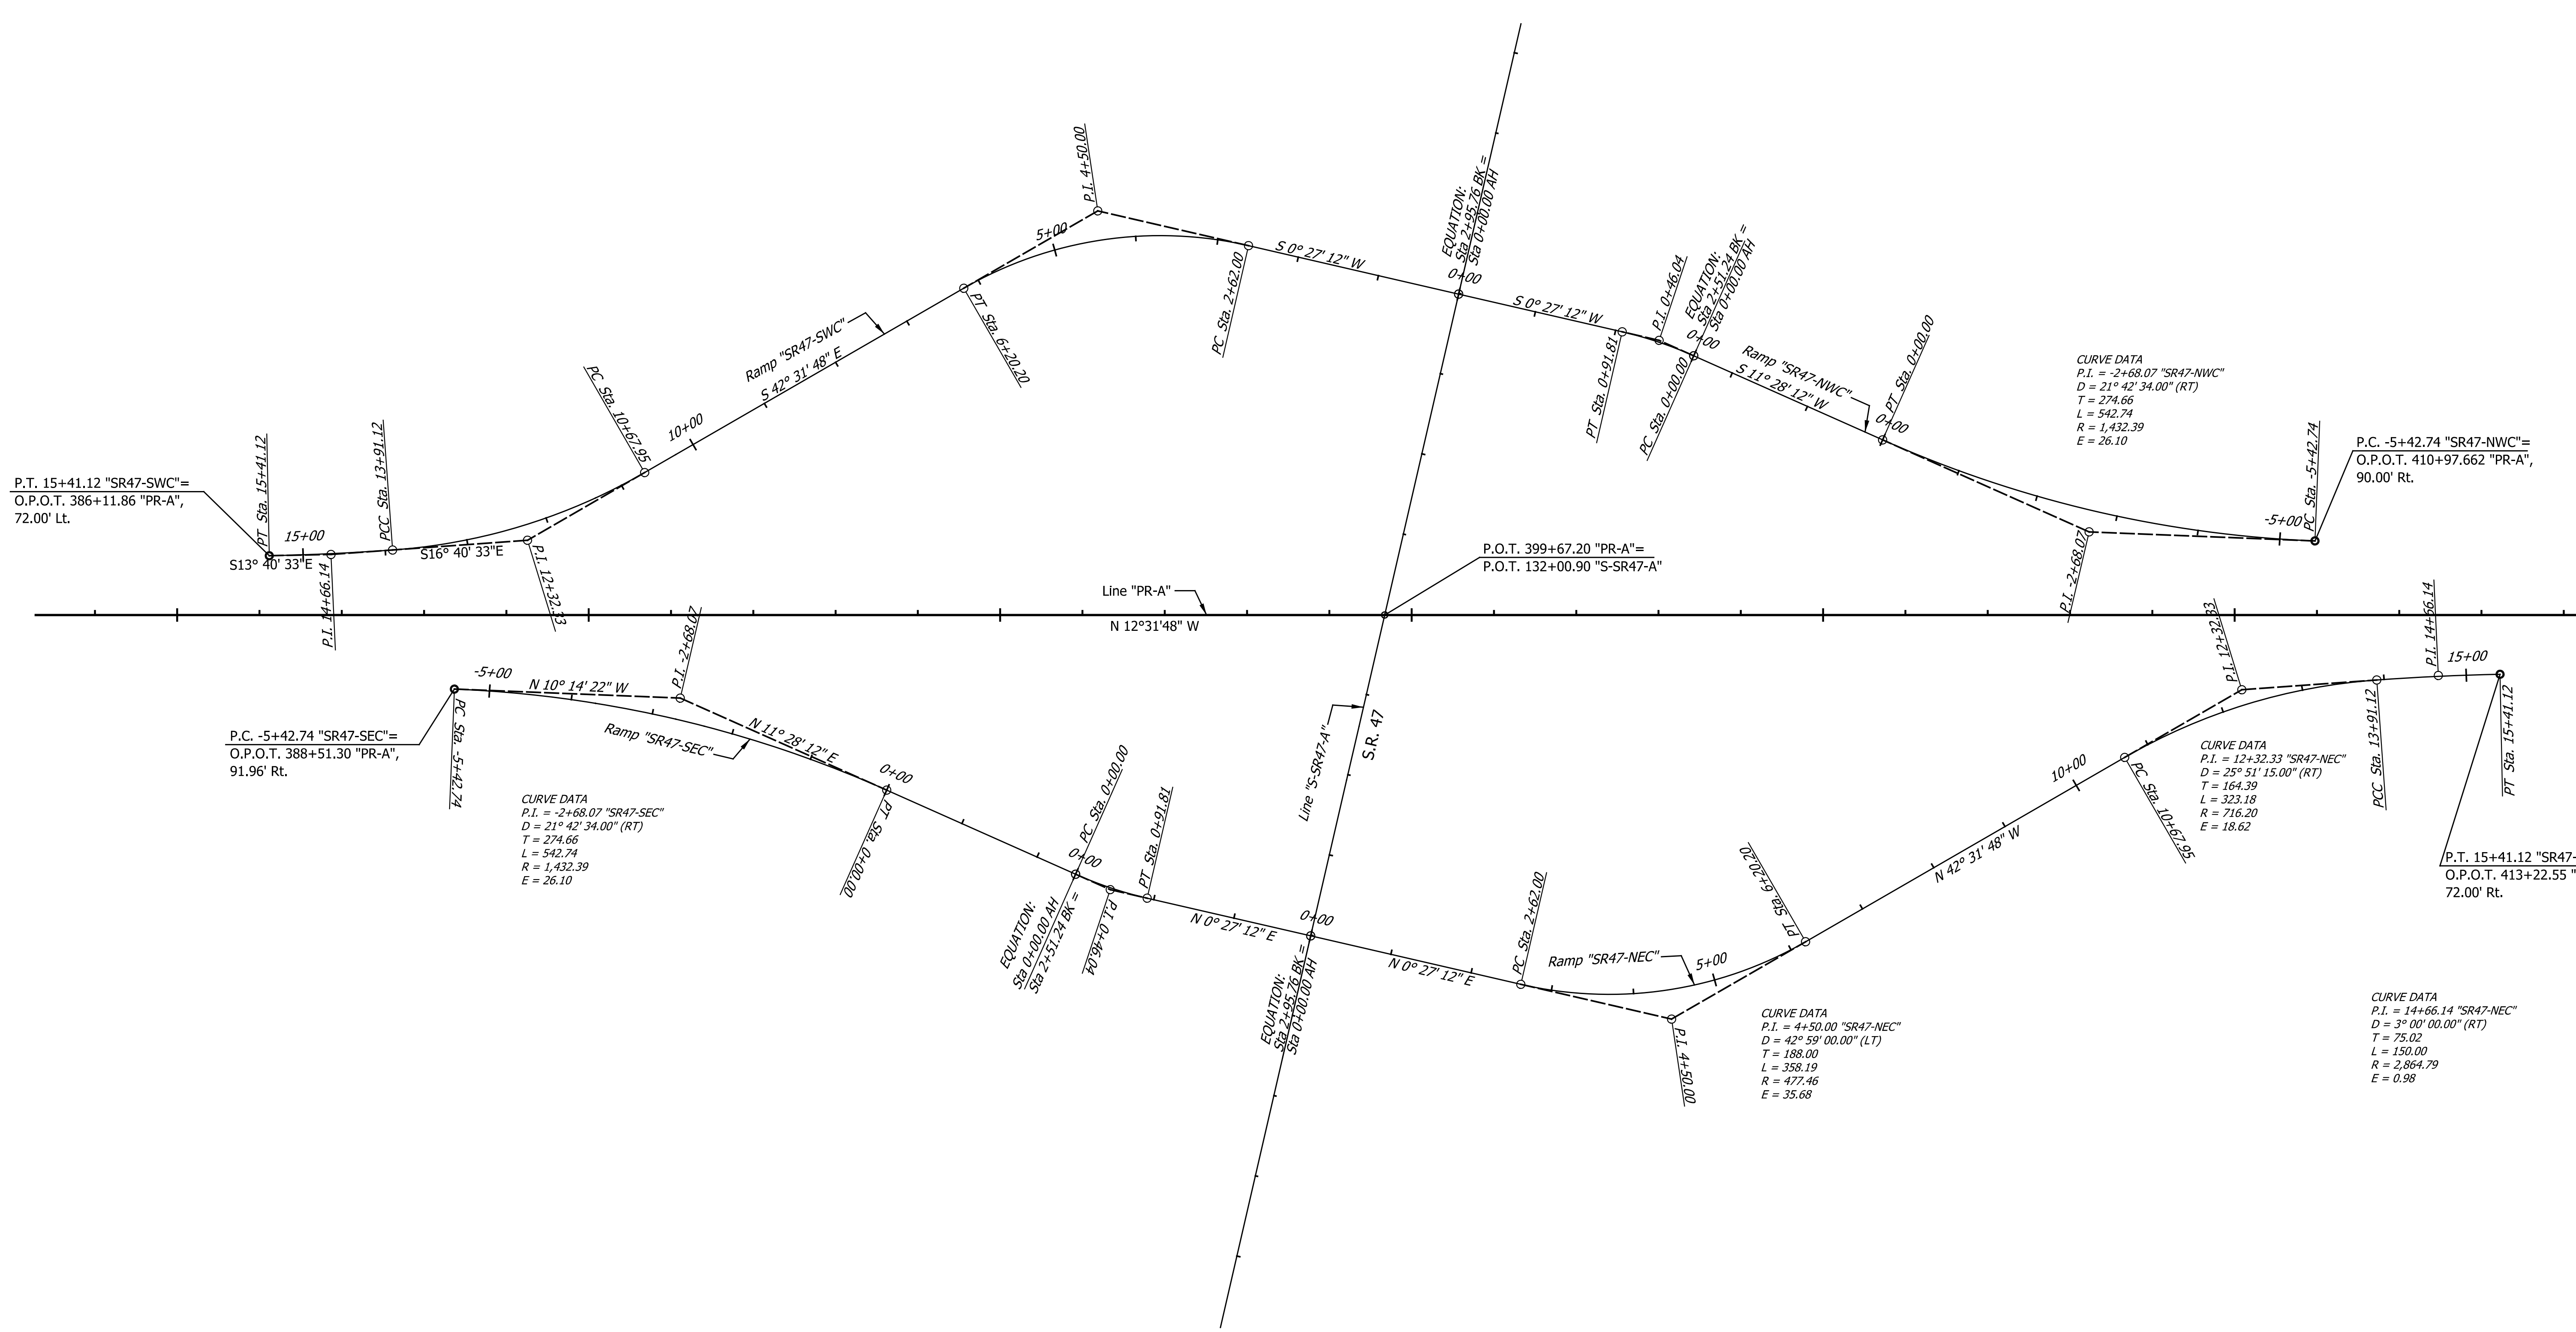 P.I. 4+50.00
5+00
PC  Sta. 2+62.00
S 0° 27' 12" W
EQUATION:
Sta 2+95.76 BK =
Sta 0+00.00 AH
0+00
S 0° 27' 12" W
PT  Sta. 0+91.81
P.I. 0+46.04
EQUATION:
Sta 2+51.24 BK =
Sta 0+00.00 AH
0+00
PC  Sta. 0+00.00
Ramp "SR47-NWC"
S 11° 28' 12" W
PT  Sta. 0+00.00
0+00
CURVE DATA
P.I. = -2+68.07 "SR47-NWC"
D = 21° 42' 34.00" (RT)
T = 274.66
L = 542.74
R = 1,432.39
E = 26.10
P.I. -2+68.07
-5+00
PC  Sta. -5+42.74
P.C. -5+42.74 "SR47-NWC"=
O.P.O.T. 410+97.662 "PR-A",
90.00' Rt.
PT  Sta. 6+20.20
Ramp "SR47-SWC"
S 42° 31' 48" E
PC  Sta. 10+67.95
10+00
PCC  Sta. 13+91.12
PT  Sta. 15+41.12
P.T. 15+41.12 "SR47-SWC"=
O.P.O.T. 386+11.86 "PR-A",
72.00' Lt.
15+00
S13° 40' 33"E
S16° 40' 33"E
P.I. 14+66.14
P.I. 12+32.33
Line "PR-A"
N 12°31'48" W
P.O.T. 399+67.20 "PR-A"=
P.O.T. 132+00.90 "S-SR47-A"
P.C. -5+42.74 "SR47-SEC"=
O.P.O.T. 388+51.30 "PR-A",
91.96' Rt.
PC  Sta. -5+42.74
-5+00
N 10° 14' 22" W
P.I. -2+68.07
Ramp "SR47-SEC"
N 11° 28' 12" E
CURVE DATA
P.I. = -2+68.07 "SR47-SEC"
D = 21° 42' 34.00" (RT)
T = 274.66
L = 542.74
R = 1,432.39
E = 26.10
0+00
PT  Sta. 0+00.00
PC  Sta. 0+00.00
0+00
EQUATION:
Sta 0+00.00 AH
Sta 2+51.24 BK =
P.I. 0+46.04
PT  Sta. 0+91.81
N 0° 27' 12" E
Line "S-SR47-A"
S.R. 47
0+00
EQUATION:
Sta 2+95.76 BK =
Sta 0+00.00 AH
N 0° 27' 12" E
PC  Sta. 2+62.00
Ramp "SR47-NEC"
5+00
P.I. 4+50.00
PT  Sta. 6+20.20
CURVE DATA
P.I. = 4+50.00 "SR47-NEC"
D = 42° 59' 00.00" (LT)
T = 188.00
L = 358.19
R = 477.46
E = 35.68
N 42° 31' 48" W
10+00
PC  Sta. 10+67.95
P.I. 12+32.33
CURVE DATA
P.I. = 12+32.33 "SR47-NEC"
D = 25° 51' 15.00" (RT)
T = 164.39
L = 323.18
R = 716.20
E = 18.62
PCC  Sta. 13+91.12
P.I. 14+66.14
15+00
PT  Sta. 15+41.12
P.T. 15+41.12 "SR47-
O.P.O.T. 413+22.55 "
72.00' Rt.
CURVE DATA
P.I. = 14+66.14 "SR47-NEC"
D = 3° 00' 00.00" (RT)
T = 75.02
L = 150.00
R = 2,864.79
E = 0.98